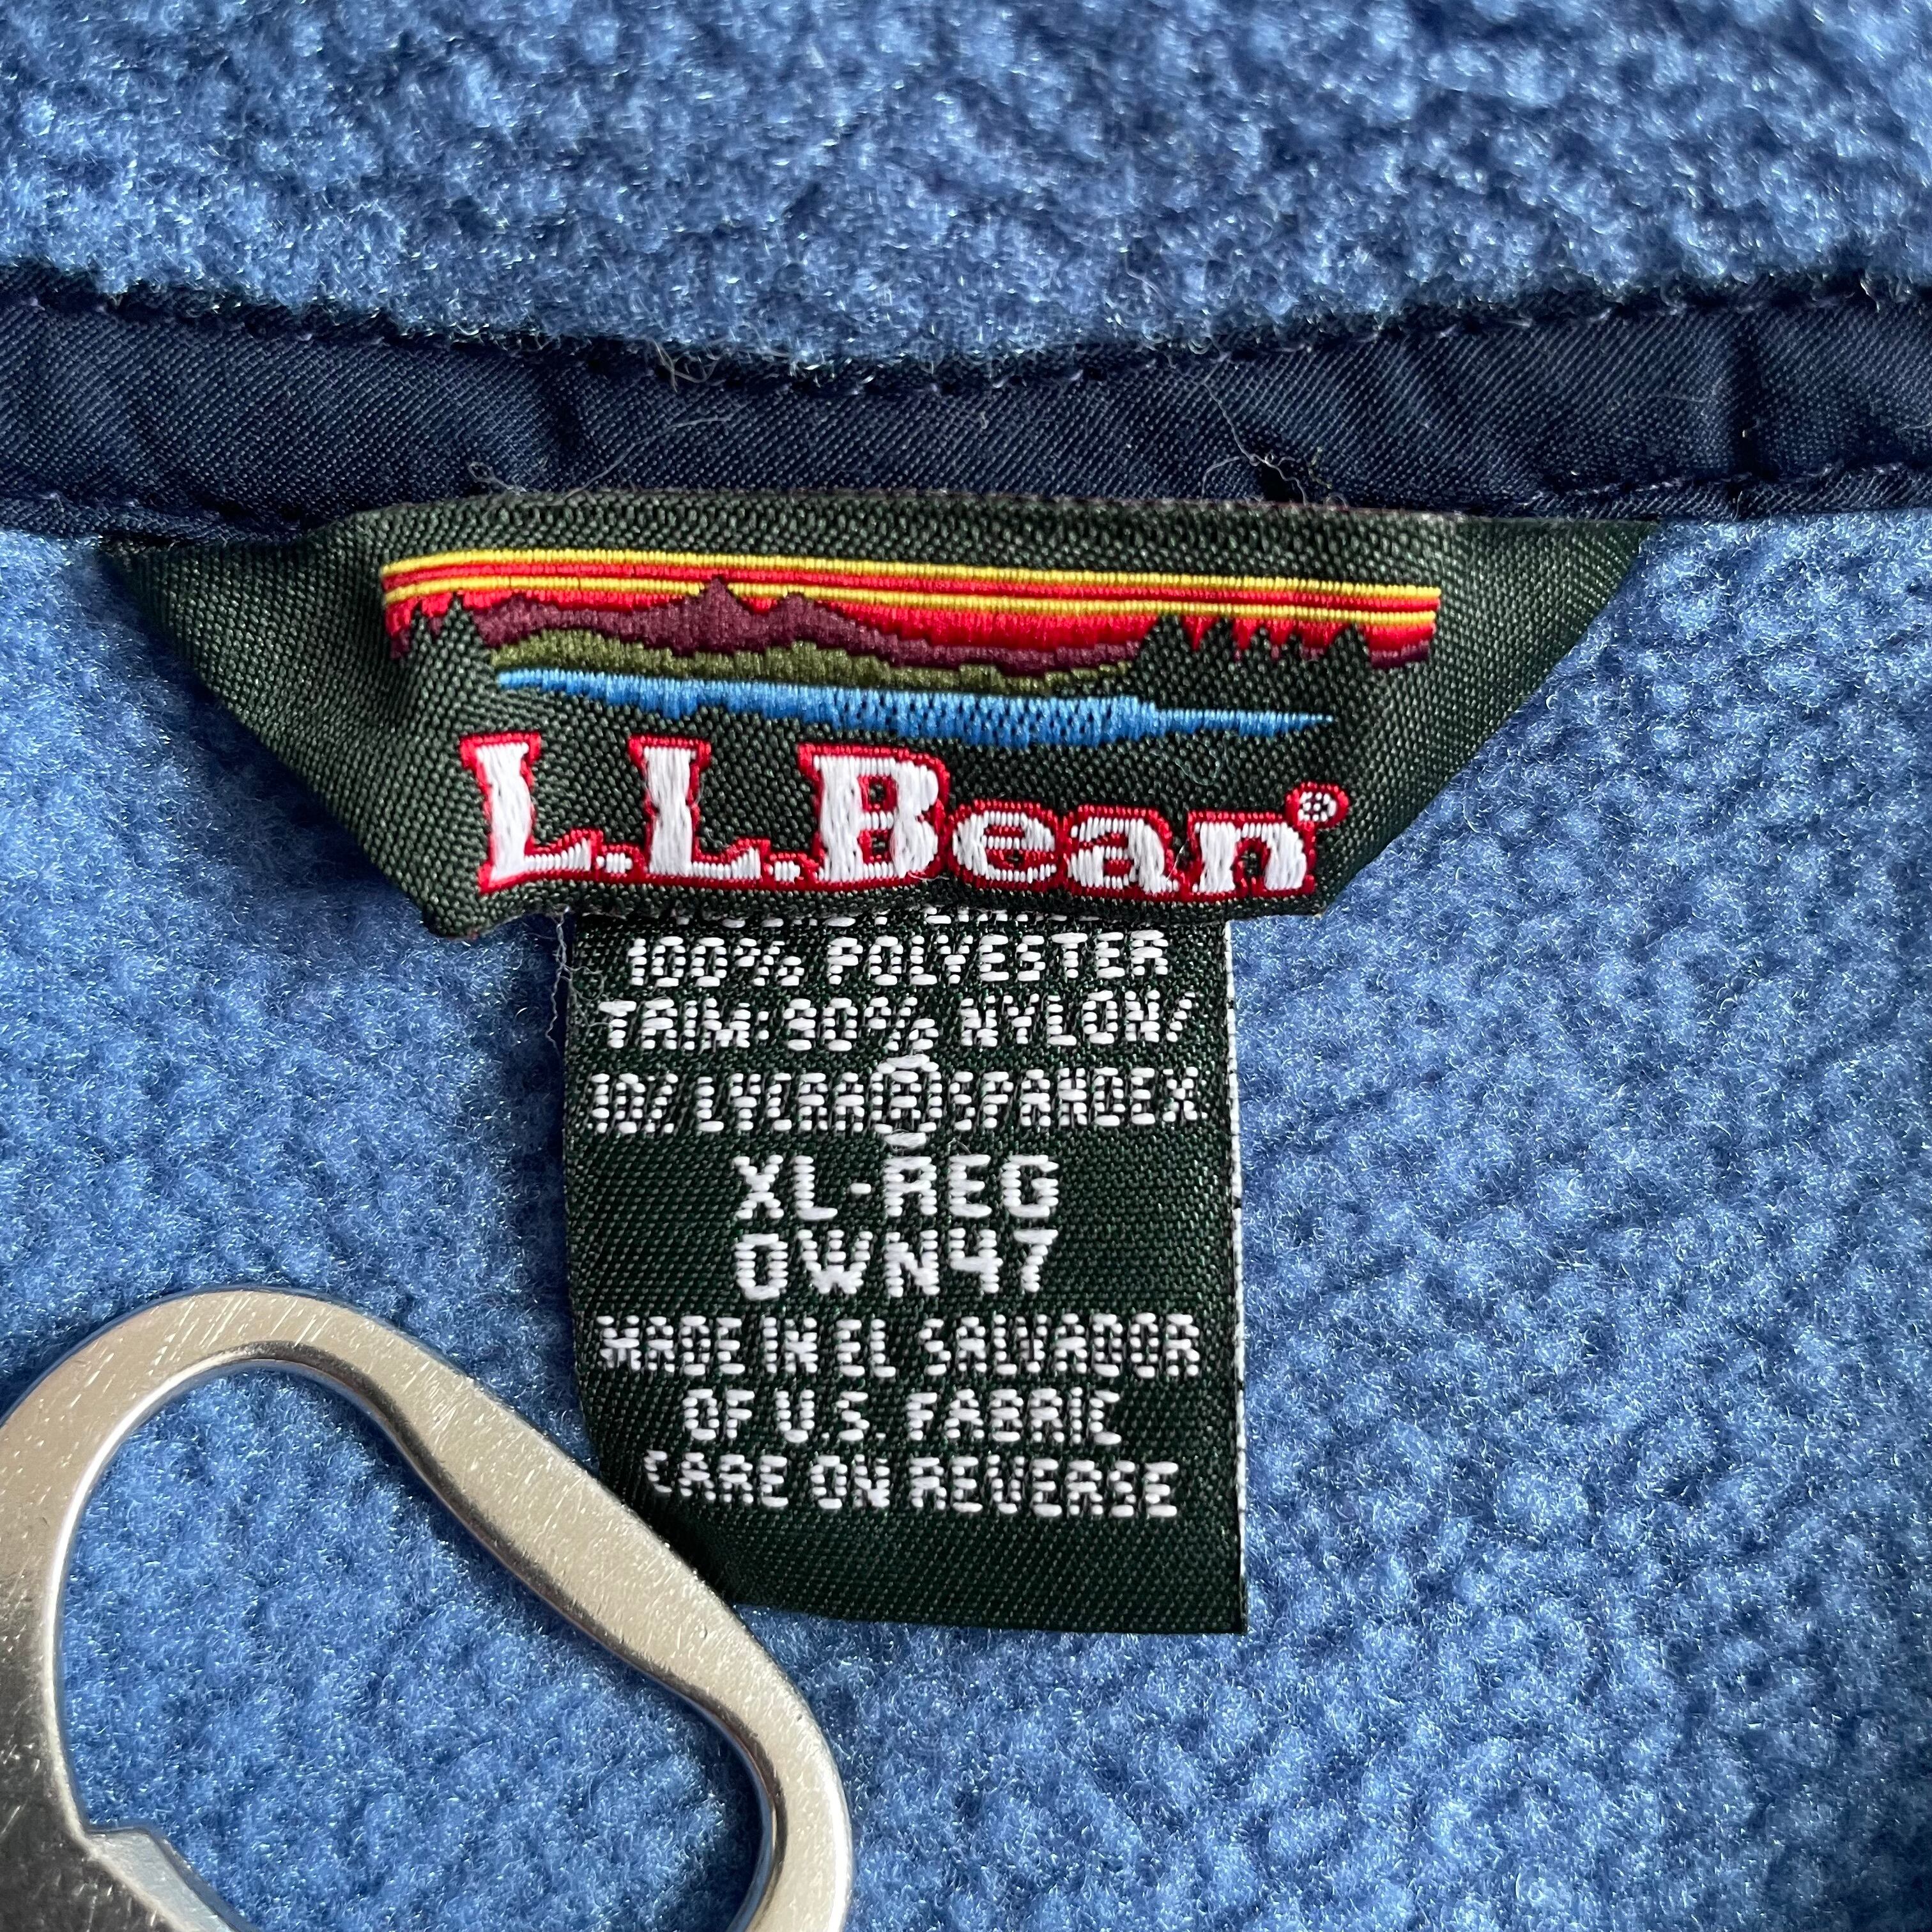 L.L.Bean®
100% POLYESTER
TRIM: 90% NYLON/
10% LYCRA® SPANDEX
XL-REG
OWN47
MADE IN EL SALVADOR
OF U.S. FABRIC
CARE ON REVERSE